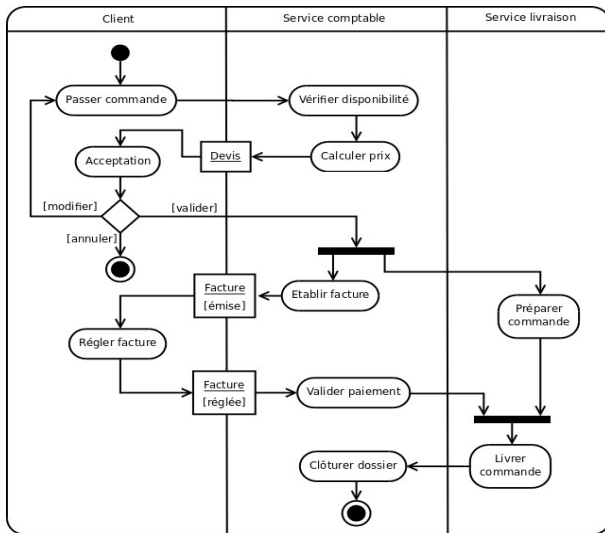 Client
Service comptable
Service livraison
Passer commande
Vérifier disponibilité
Acceptation
Devis
Calculer prix
[modifier]
[valider]
[annuler]
Facture
[émise]
Etablir facture
Préparer
commande
Régler facture
Facture
[réglée]
Valider paiement
Clôturer dossier
Livrer
commande